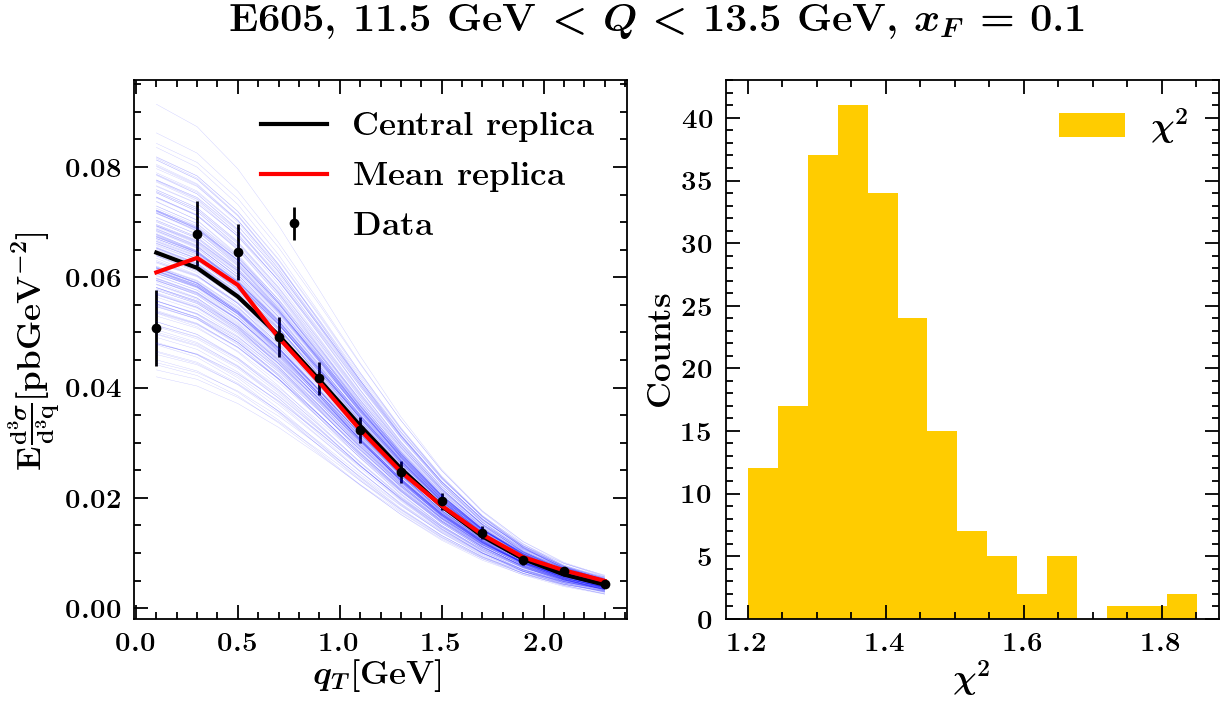 E605, 11.5 GeV < Q < 13.5 GeV, x_F = 0.1
E d³σ/d³q [pbGeV⁻²]
0.08
0.06
0.04
0.02
0.00
Central replica
Mean replica
Data
0.0 0.5 1.0 1.5 2.0
q_T[GeV]
Counts
40
35
30
25
20
15
10
5
0
χ²
1.2 1.4 1.6 1.8
χ²